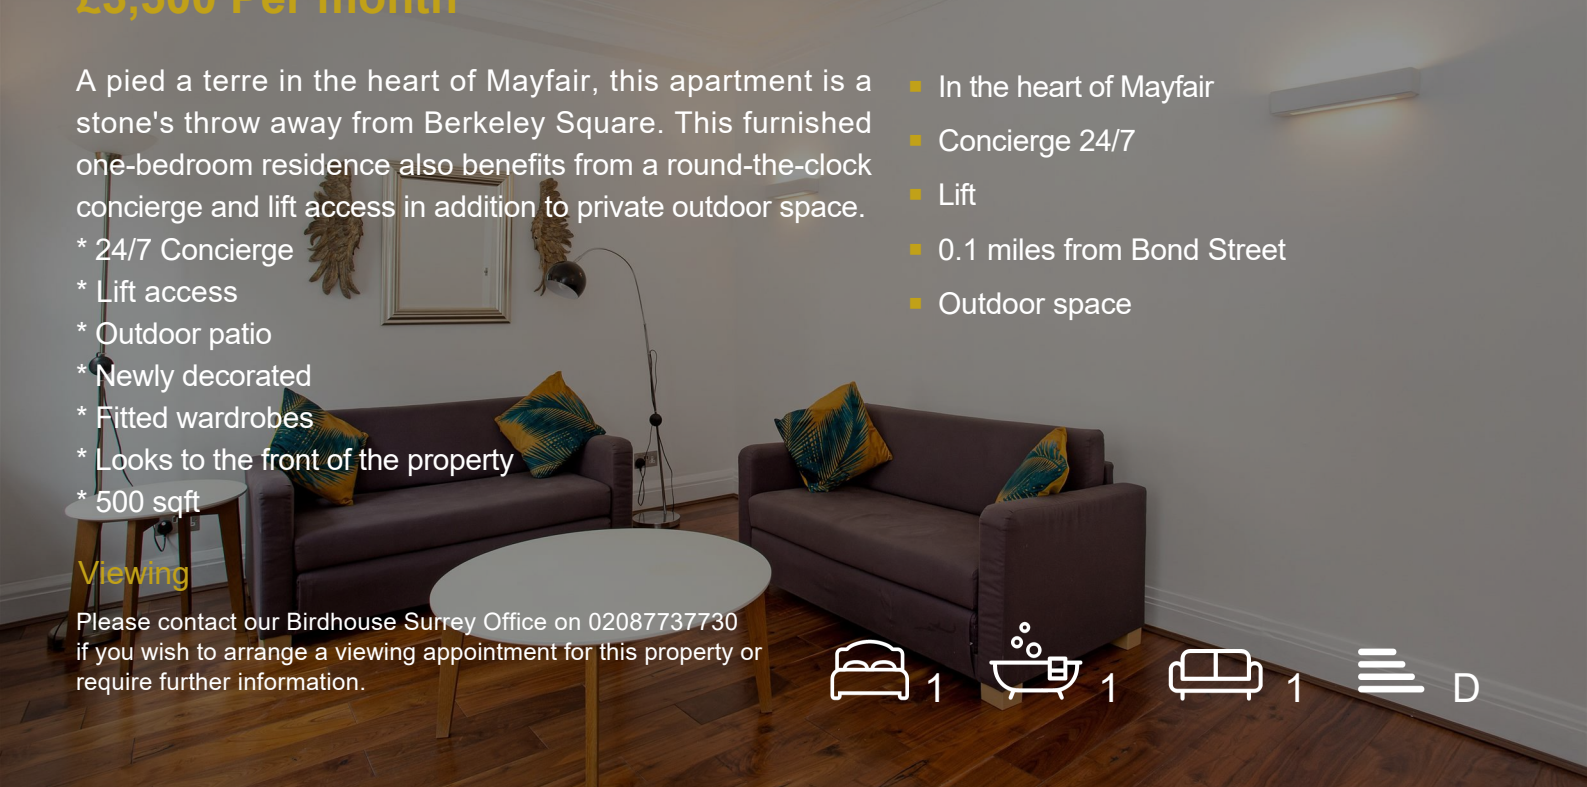 Per month
A pied a terre in the heart of Mayfair, this apartment is a
stone's throw away from Berkeley Square. This furnished
one-bedroom residence also benefits from a round-the-clock
concierge and lift access in addition to private outdoor space.
* 24/7 Concierge
* Lift access
* Outdoor patio
* Newly decorated
* Fitted wardrobes
* Looks to the front of the property
* 500 sqft
In the heart of Mayfair
Concierge 24/7
Lift
0.1 miles from Bond Street
Outdoor space
Viewing
Please contact our Birdhouse Surrey Office on 02087737730
if you wish to arrange a viewing appointment for this property or
require further information.
1 1 1 D